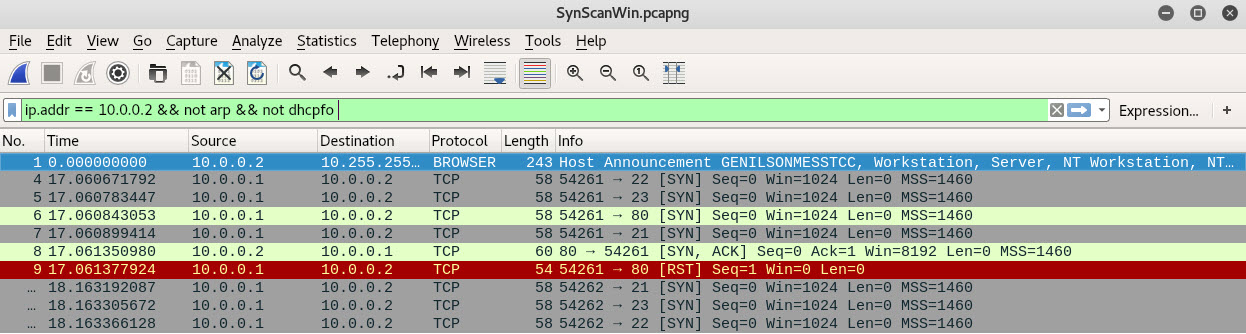 SynScanWin.pcapng
File Edit View Go Capture Analyze Statistics Telephony Wireless Tools Help
ip.addr == 10.0.0.2 && not arp && not dhcpfo Expression... +
No. Time Source Destination Protocol Length Info
1 0.000000000 10.0.0.2 10.255.255… BROWSER 243 Host Announcement GENILSONMESSTCC, Workstation, Server, NT Workstation, NT…
4 17.060671792 10.0.0.1 10.0.0.2 TCP 58 54261 → 22 [SYN] Seq=0 Win=1024 Len=0 MSS=1460
5 17.060783447 10.0.0.1 10.0.0.2 TCP 58 54261 → 23 [SYN] Seq=0 Win=1024 Len=0 MSS=1460
6 17.060843053 10.0.0.1 10.0.0.2 TCP 58 54261 → 80 [SYN] Seq=0 Win=1024 Len=0 MSS=1460
7 17.060899414 10.0.0.1 10.0.0.2 TCP 58 54261 → 21 [SYN] Seq=0 Win=1024 Len=0 MSS=1460
8 17.061350980 10.0.0.2 10.0.0.1 TCP 60 80 → 54261 [SYN, ACK] Seq=0 Ack=1 Win=8192 Len=0 MSS=1460
9 17.061377924 10.0.0.1 10.0.0.2 TCP 54 54261 → 80 [RST] Seq=1 Win=0 Len=0
… 18.163192087 10.0.0.1 10.0.0.2 TCP 58 54262 → 21 [SYN] Seq=0 Win=1024 Len=0 MSS=1460
… 18.163305672 10.0.0.1 10.0.0.2 TCP 58 54262 → 23 [SYN] Seq=0 Win=1024 Len=0 MSS=1460
… 18.163366128 10.0.0.1 10.0.0.2 TCP 58 54262 → 22 [SYN] Seq=0 Win=1024 Len=0 MSS=1460